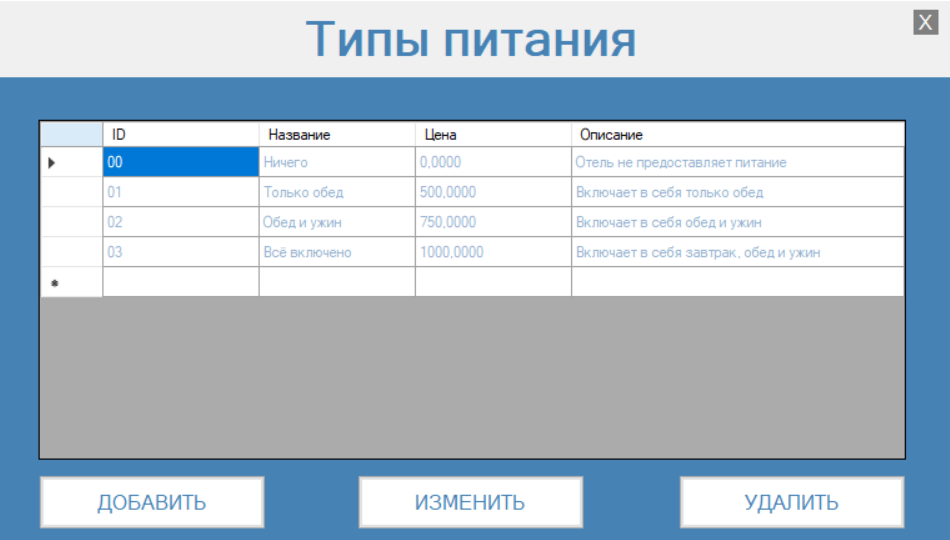 Типы питания
X
ID Название Цена Описание
00 Ничего 0,0000 Отель не предоставляет питание
01 Только обед 500,0000 Включает в себя только обед
02 Обед и ужин 750,0000 Включает в себя обед и ужин
03 Всё включено 1000,0000 Включает в себя завтрак, обед и ужин
ДОБАВИТЬ ИЗМЕНИТЬ УДАЛИТЬ